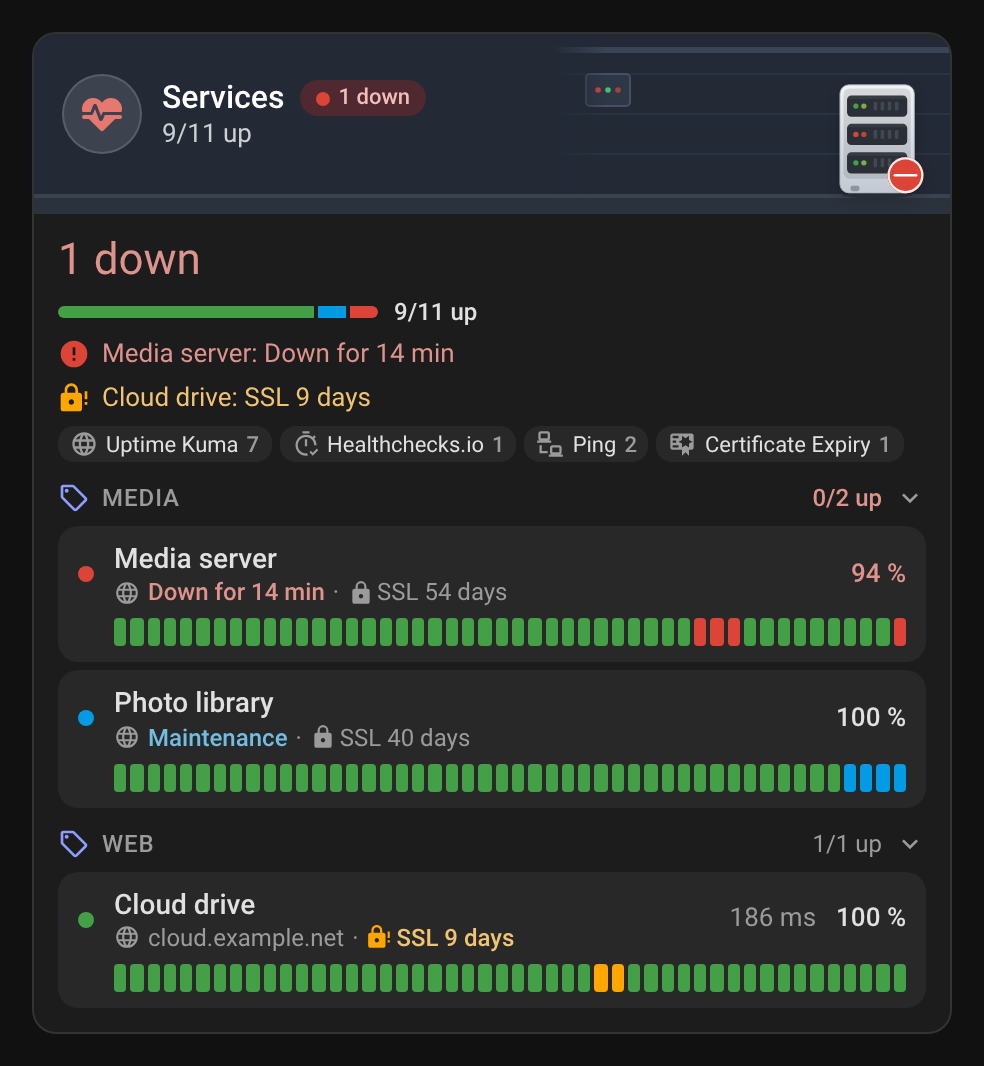 Services 1 down
9/11 up
1 down
9/11 up
Media server: Down for 14 min
Cloud drive: SSL 9 days
Uptime Kuma 7 Healthchecks.io 1 Ping 2 Certificate Expiry 1
MEDIA 0/2 up
Media server 94 %
Down for 14 min · SSL 54 days
Photo library 100 %
Maintenance · SSL 40 days
WEB 1/1 up
Cloud drive 186 ms 100 %
cloud.example.net · SSL 9 days